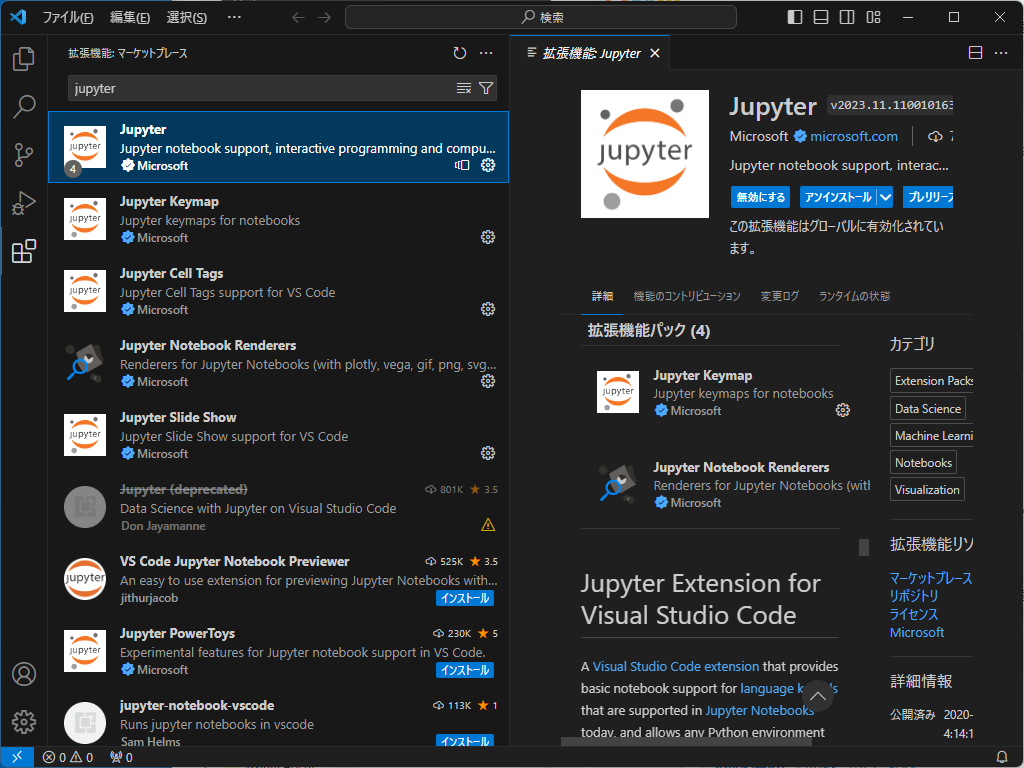 ファイル(F) 編集(E) 選択(S) ... 検索
拡張機能: マーケットプレース ...
拡張機能: Jupyter
jupyter
Jupyter
Jupyter notebook support, interactive programming and compu...
Microsoft
4
Jupyter Keymap
Jupyter keymaps for notebooks
Microsoft
Jupyter Cell Tags
Jupyter Cell Tags support for VS Code
Microsoft
Jupyter Notebook Renderers
Renderers for Jupyter Notebooks (with plotly, vega, gif, png, svg...
Microsoft
Jupyter Slide Show
Jupyter Slide Show support for VS Code
Microsoft
Jupyter (deprecated) 801K 3.5
Data Science with Jupyter on Visual Studio Code
Don Jayamanne
VS Code Jupyter Notebook Previewer 525K 3.5
An easy to use extension for previewing Jupyter Notebooks with...
jithurjacob インストール
Jupyter PowerToys 230K 5
Experimental features for Jupyter notebook support in VS Code.
Microsoft インストール
jupyter-notebook-vscode 113K 1
Runs jupyter notebooks in vscode
Sam Helms インストール
jupyter
Jupyter v2023.11.110010163
Microsoft microsoft.com 7
Jupyter notebook support, interac...
無効にする アンインストール プレリリース
この拡張機能はグローバルに有効化されてい
ます。
詳細 機能のコントリビューション 変更ログ ランタイムの状態
拡張機能パック (4)
Jupyter Keymap
Jupyter keymaps for notebooks
Microsoft
Jupyter Notebook Renderers
Renderers for Jupyter Notebooks (with
Microsoft
Jupyter Extension for
Visual Studio Code
A Visual Studio Code extension that provides
basic notebook support for language
that are supported in Jupyter Notebooks
today, and allows any Python environment
カテゴリ
Extension Packs
Data Science
Machine Learni
Notebooks
Visualization
拡張機能リソ
マーケットプレース
リポジトリ
ライセンス
Microsoft
詳細情報
公開済み 2020-
4:14:1
0 0 0